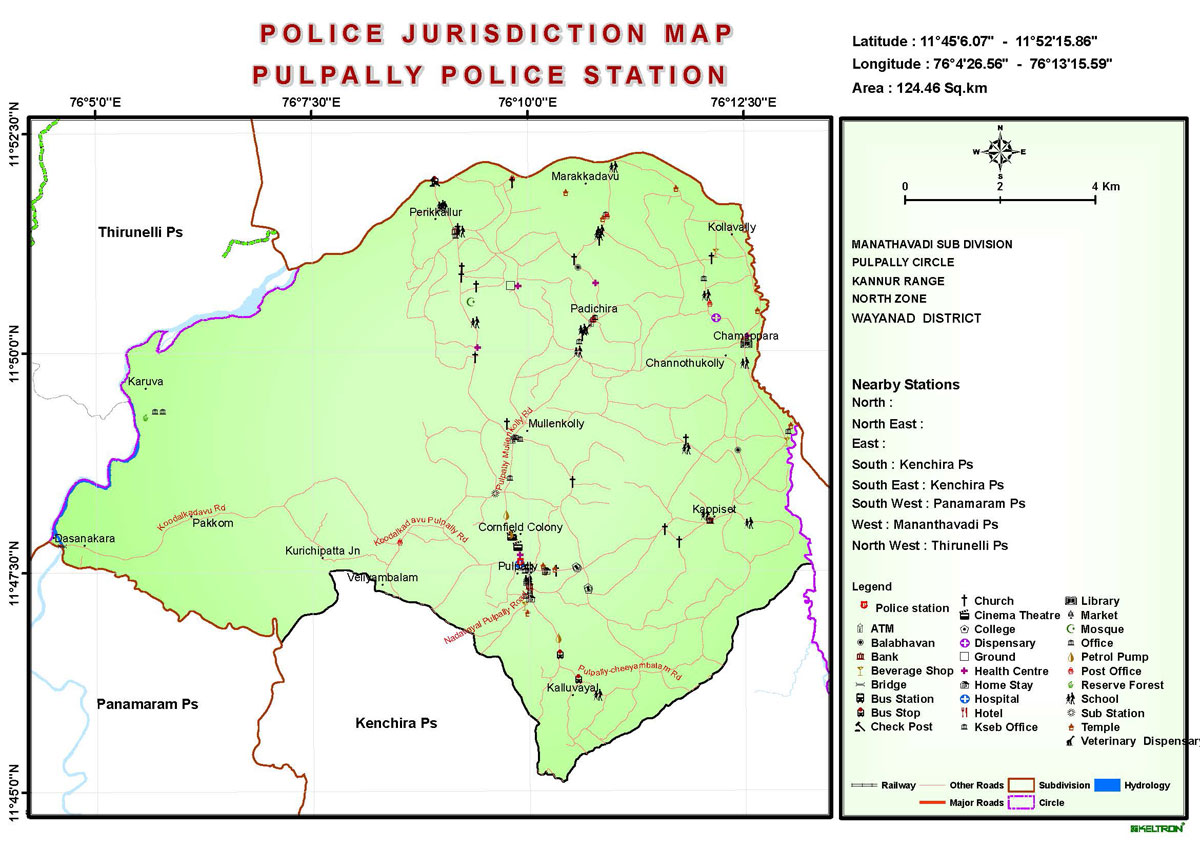 POLICE JURISDICTION MAP
PULPALLY POLICE STATION
Latitude : 11°45'6.07" - 11°52'15.86"
Longitude : 76°4'26.56" - 76°13'15.59"
Area : 124.46 Sq.km
76°5'0"E 76°7'30"E 76°10'0"E 76°12'30"E
11°52'30"N
11°50'0"N
11°47'30"N
11°45'0"N
Marakkadavu
Perikkallur
Kollavally
Thirunelli Ps
Padichira
Champpara
Channothukolly
Karuva
Mullenkolly
Pulpally Mullenkolly Rd
Koodalkadavu Rd
Pakkom
Kappiset
Cornfield Colony
Koodalkadavu Pulpally Rd
Dasanakara
Kurichipatta Jn
Pulpally
Veliyambalam
Nadavayal Pulpally Road
Pulpally-cheeyambalam Rd
Kalluvayal
Panamaram Ps
Kenchira Ps
N
W E
S
0 2 4 Km
MANATHAVADI SUB DIVISION
PULPALLY CIRCLE
KANNUR RANGE
NORTH ZONE
WAYANAD DISTRICT
Nearby Stations
North :
North East :
East :
South : Kenchira Ps
South East : Kenchira Ps
South West : Panamaram Ps
West : Mananthavadi Ps
North West : Thirunelli Ps
Legend
Police station
ATM
Balabhavan
Bank
Beverage Shop
Bridge
Bus Station
Bus Stop
Check Post
Church
Cinema Theatre
College
Dispensary
Ground
Health Centre
Home Stay
Hospital
Hotel
Kseb Office
Library
Market
Mosque
Office
Petrol Pump
Post Office
Reserve Forest
School
Sub Station
Temple
Veterinary Dispensary
Railway Other Roads Subdivision Hydrology
Major Roads Circle
KELTRON